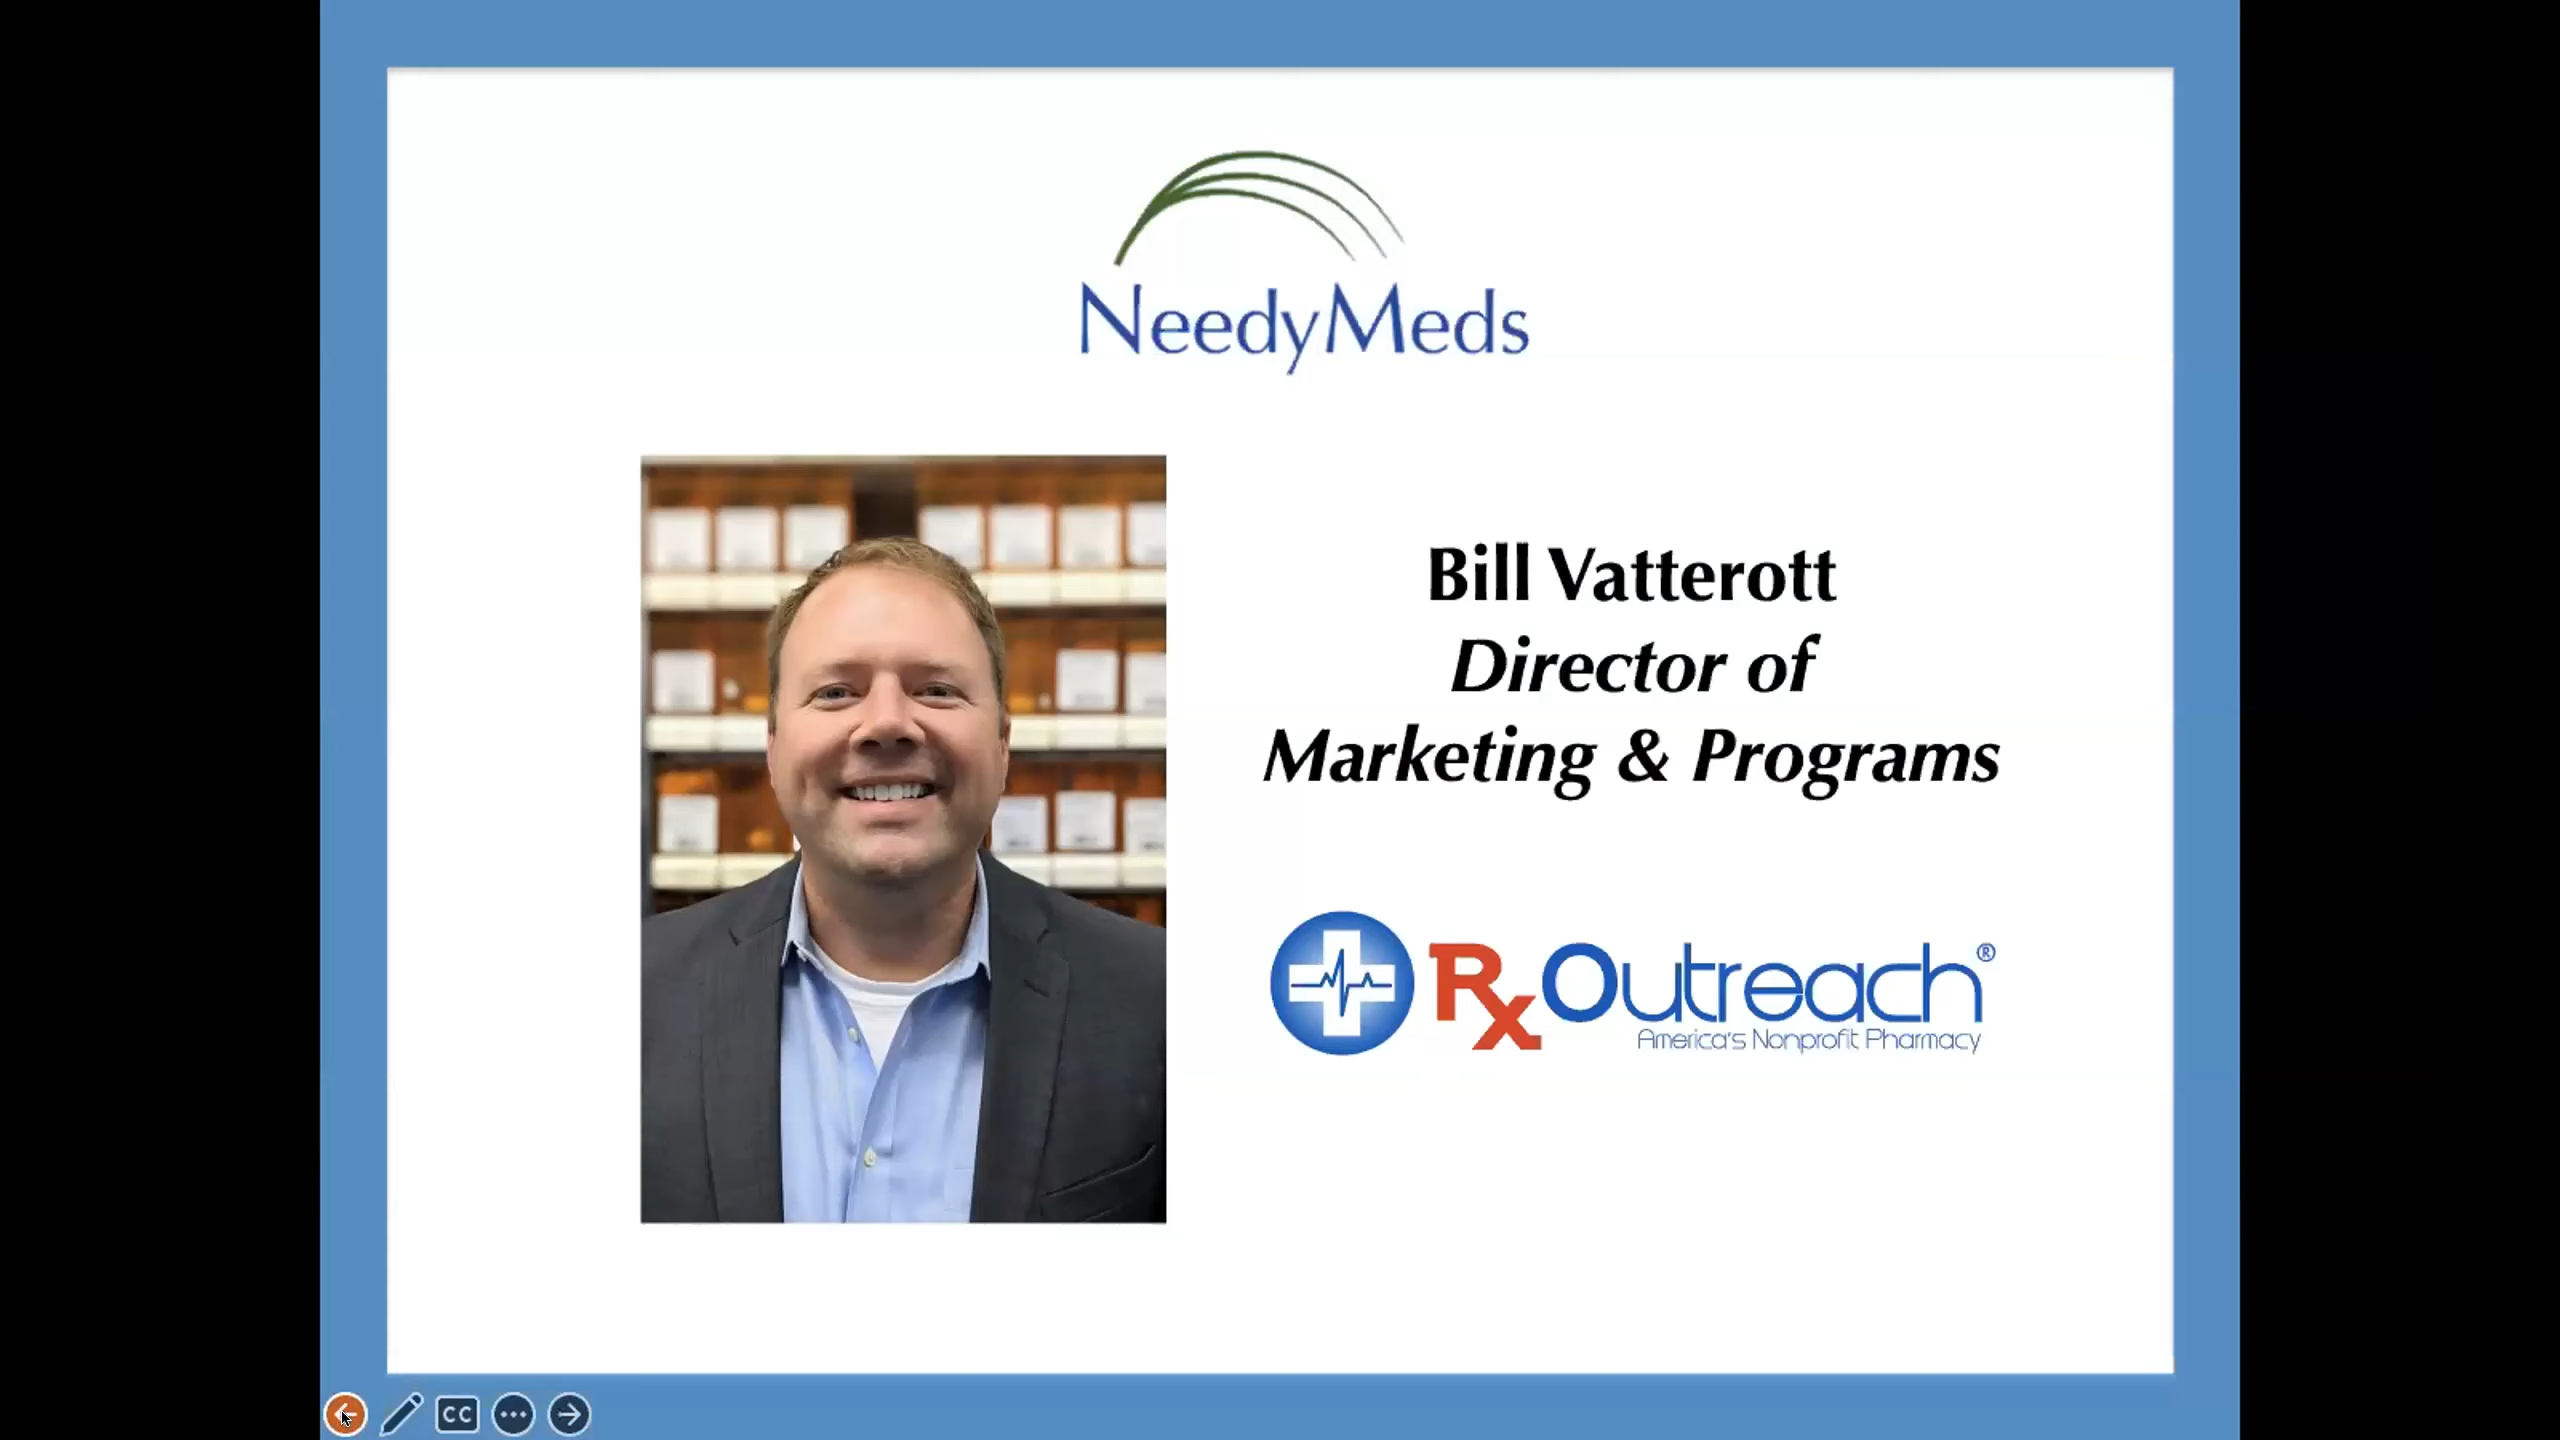 NeedyMeds
Bill Vatterott
Director of
Marketing & Programs
RxOutreach®
America's Nonprofit Pharmacy
CC